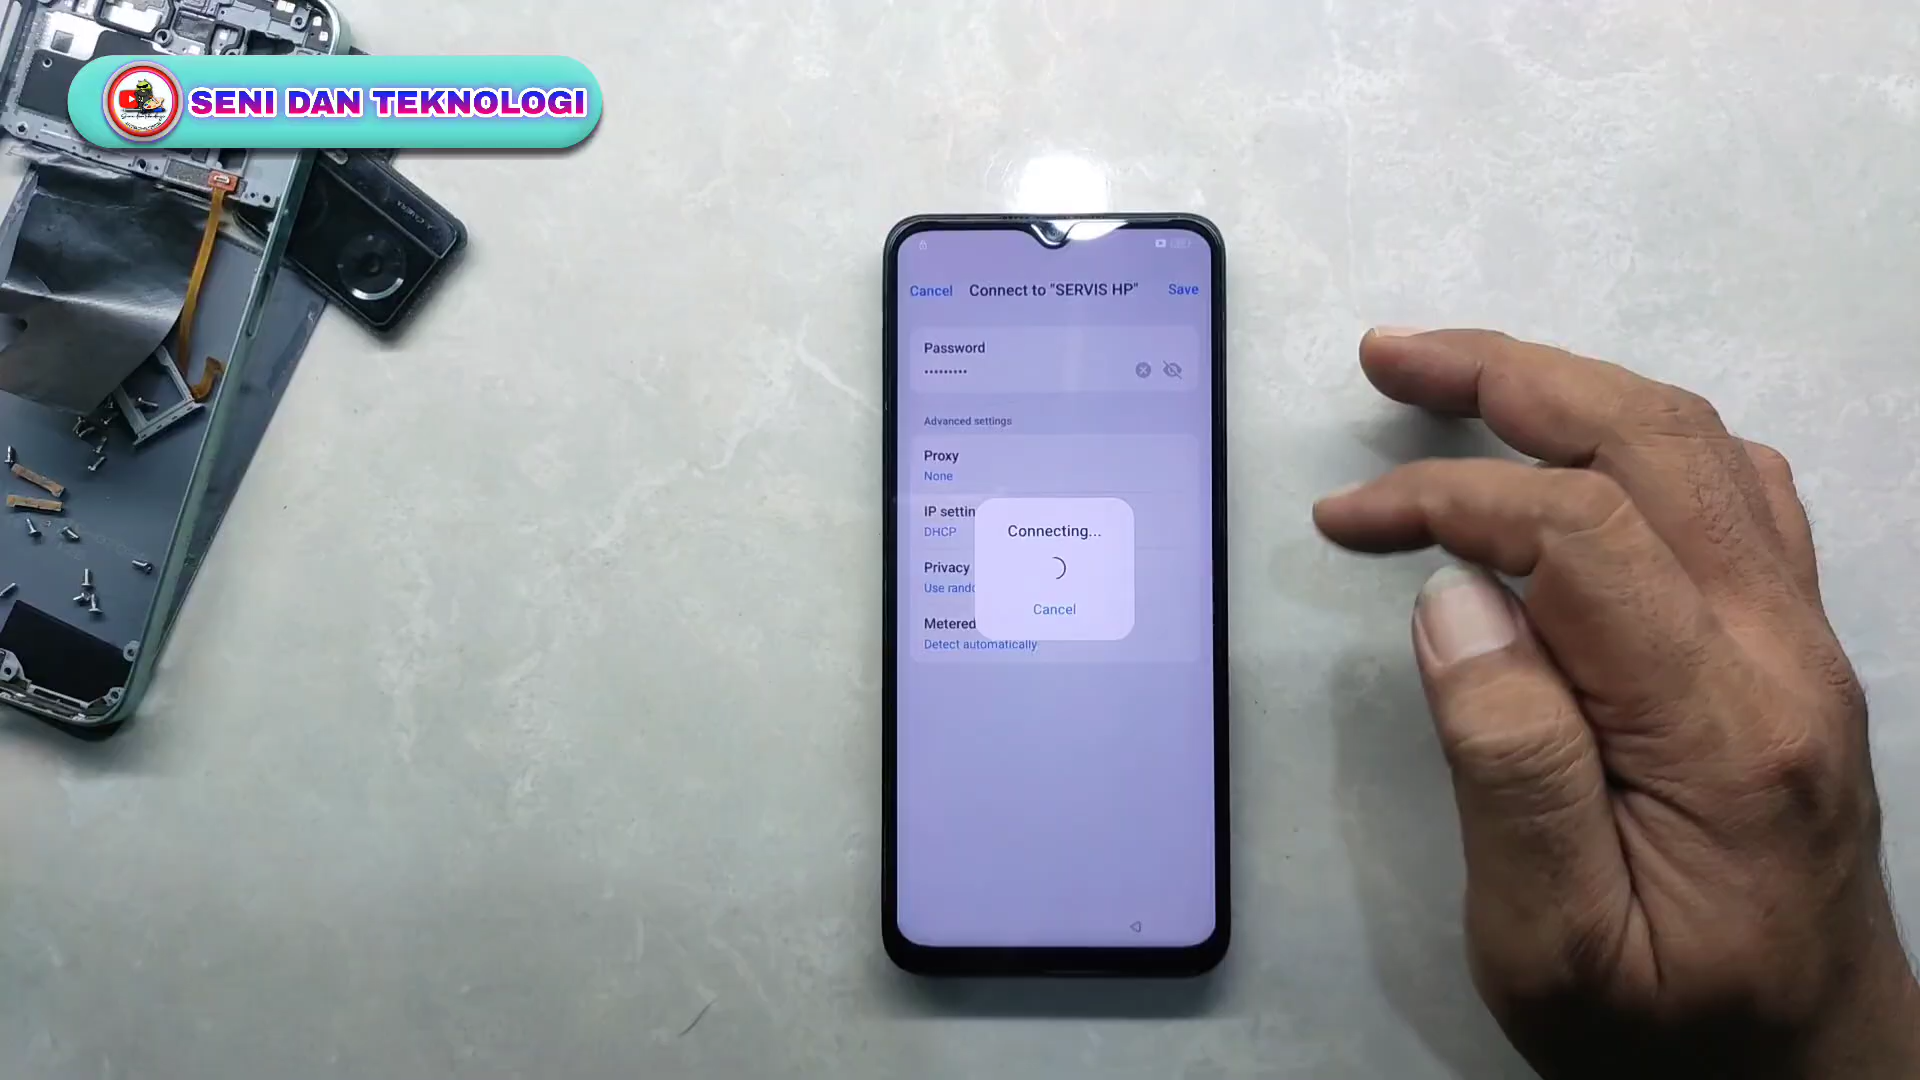 SENI DAN TEKNOLOGI
CAMERA
Cancel Connect to "SERVIS HP" Save
Password
•••••••••
Advanced settings
Proxy
None
IP settin
DHCP
Connecting...
Privacy
Use rand
Cancel
Metered
Detect automatically